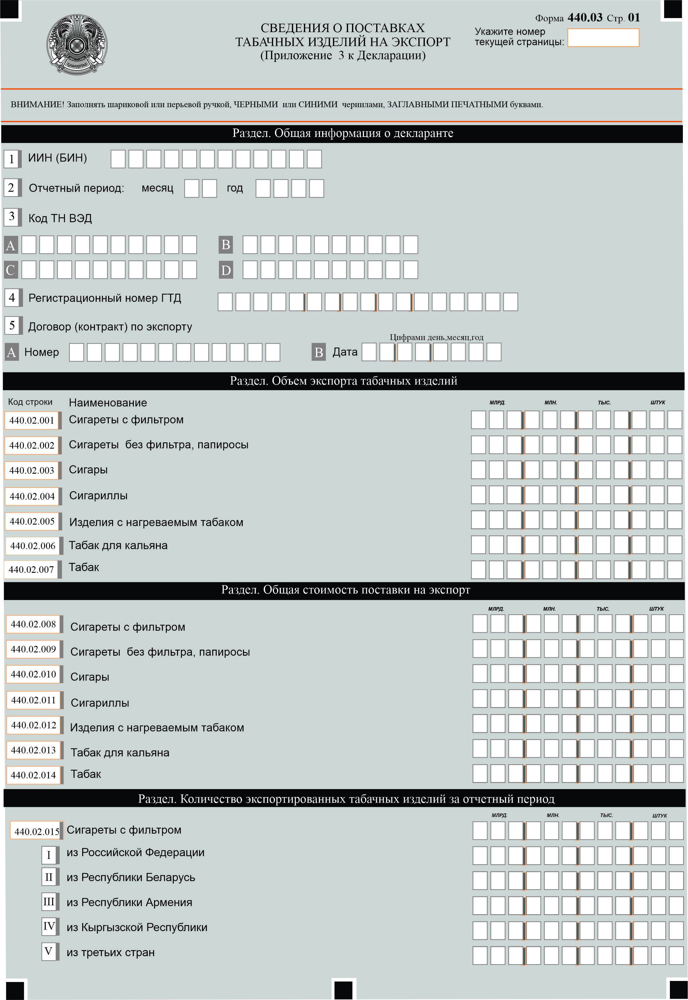 Форма 440.03 Стр. 01
СВЕДЕНИЯ О ПОСТАВКАХ
ТАБАЧНЫХ ИЗДЕЛИЙ НА ЭКСПОРТ
(Приложение 3 к Декларации)
Укажите номер
текущей страницы:
ҚАЗАҚСТАН
ВНИМАНИЕ! Заполнять шариковой или перьевой ручкой, ЧЕРНЫМИ или СИНИМИ чернилами, ЗАГЛАВНЫМИ ПЕЧАТНЫМИ буквами.
Раздел. Общая информация о декларанте
1 ИИН (БИН)
2 Отчетный период: месяц год
3 Код ТН ВЭД
A B
C D
4 Регистрационный номер ГТД
5 Договор (контракт) по экспорту
Цифрами день,месяц,год
A Номер B Дата
Раздел. Объем экспорта табачных изделий
Код строки Наименование МЛРД. МЛН. ТЫС. ШТУК
440.02.001 Сигареты с фильтром
440.02.002 Сигареты без фильтра, папиросы
440.02.003 Сигары
440.02.004 Сигариллы
440.02.005 Изделия с нагреваемым табаком
440.02.006 Табак для кальяна
440.02.007 Табак
Раздел. Общая стоимость поставки на экспорт
МЛРД. МЛН. ТЫС. ШТУК
440.02.008 Сигареты с фильтром
440.02.009 Сигареты без фильтра, папиросы
440.02.010 Сигары
440.02.011 Сигариллы
440.02.012 Изделия с нагреваемым табаком
440.02.013 Табак для кальяна
440.02.014 Табак
Раздел. Количество экспортированных табачных изделий за отчетный период
МЛРД. МЛН. ТЫС. ШТУК
440.02.015 Сигареты с фильтром
I из Российской Федерации
II из Республики Беларусь
III из Республики Армения
IV из Кыргызской Республики
V из третьих стран